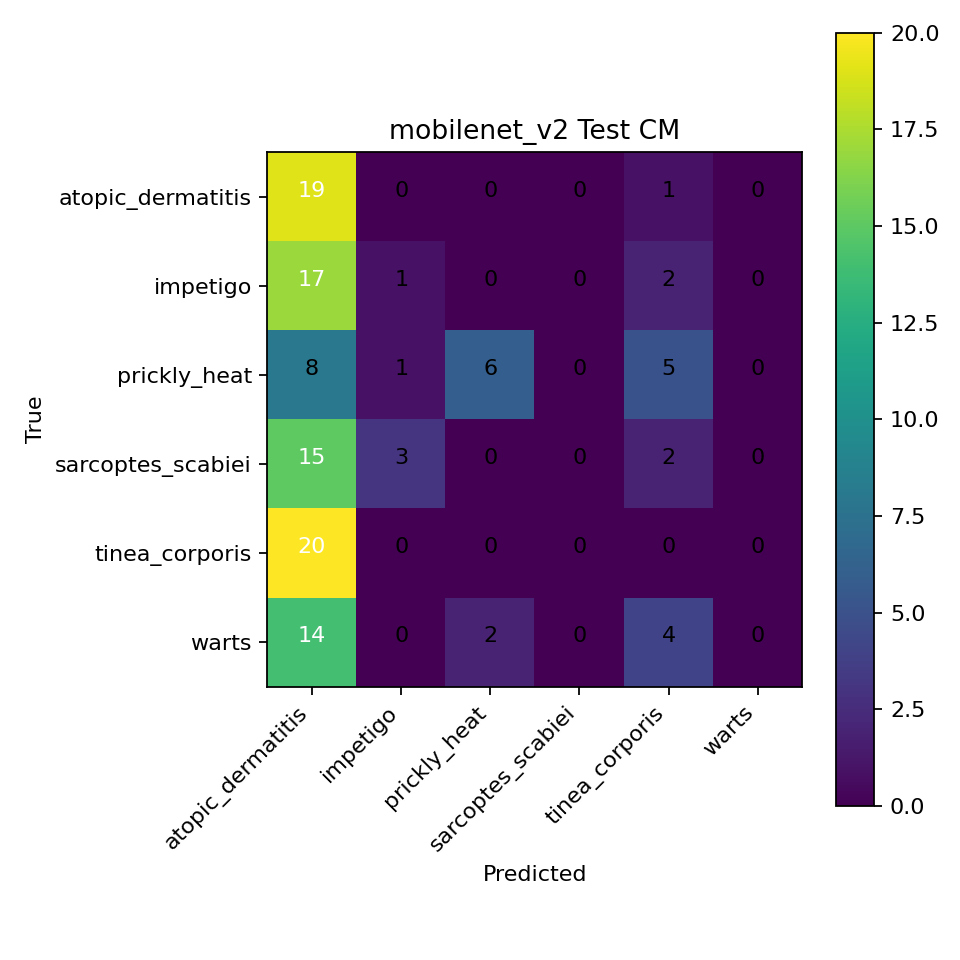 mobilenet_v2 Test CM
True
atopic_dermatitis 19 0 0 0 1 0
impetigo 17 1 0 0 2 0
prickly_heat 8 1 6 0 5 0
sarcoptes_scabiei 15 3 0 0 2 0
tinea_corporis 20 0 0 0 0 0
warts 14 0 2 0 4 0
atopic_dermatitis
impetigo
prickly_heat
sarcoptes_scabiei
tinea_corporis
warts
Predicted
20.0
17.5
15.0
12.5
10.0
7.5
5.0
2.5
0.0